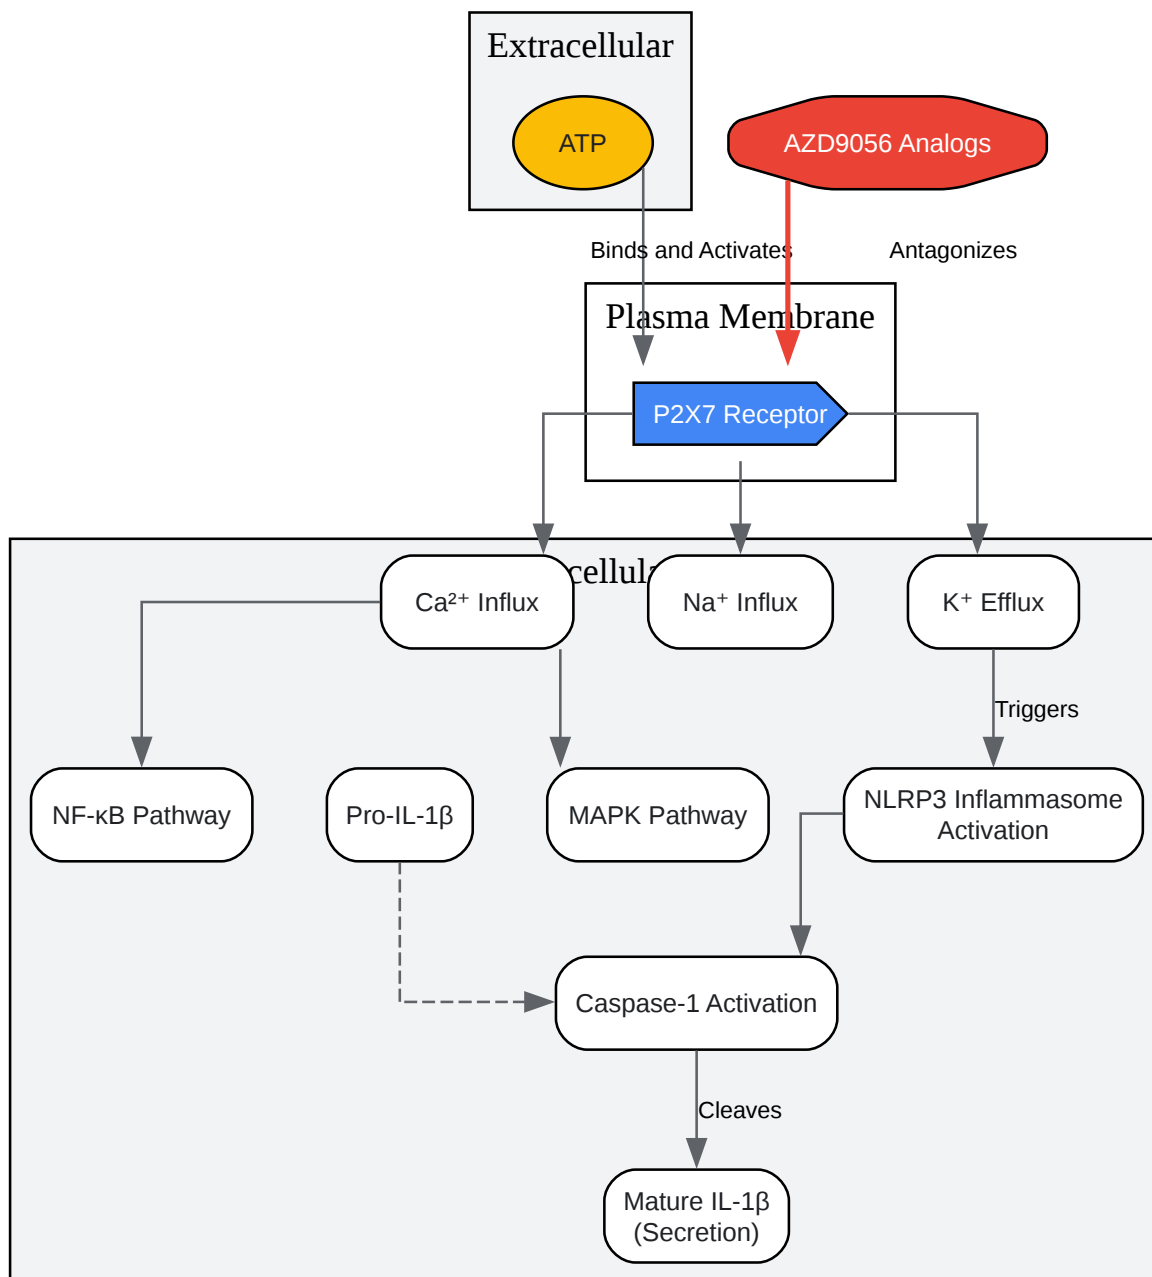 Extracellular
ATP
AZD9056 Analogs
Binds and Activates
Antagonizes
Plasma Membrane
P2X7 Receptor
cellula
Ca²⁺ Influx
Na⁺ Influx
K⁺ Efflux
Triggers
NF-κB Pathway
Pro-IL-1β
MAPK Pathway
NLRP3 Inflammasome
Activation
Caspase-1 Activation
Cleaves
Mature IL-1β
(Secretion)